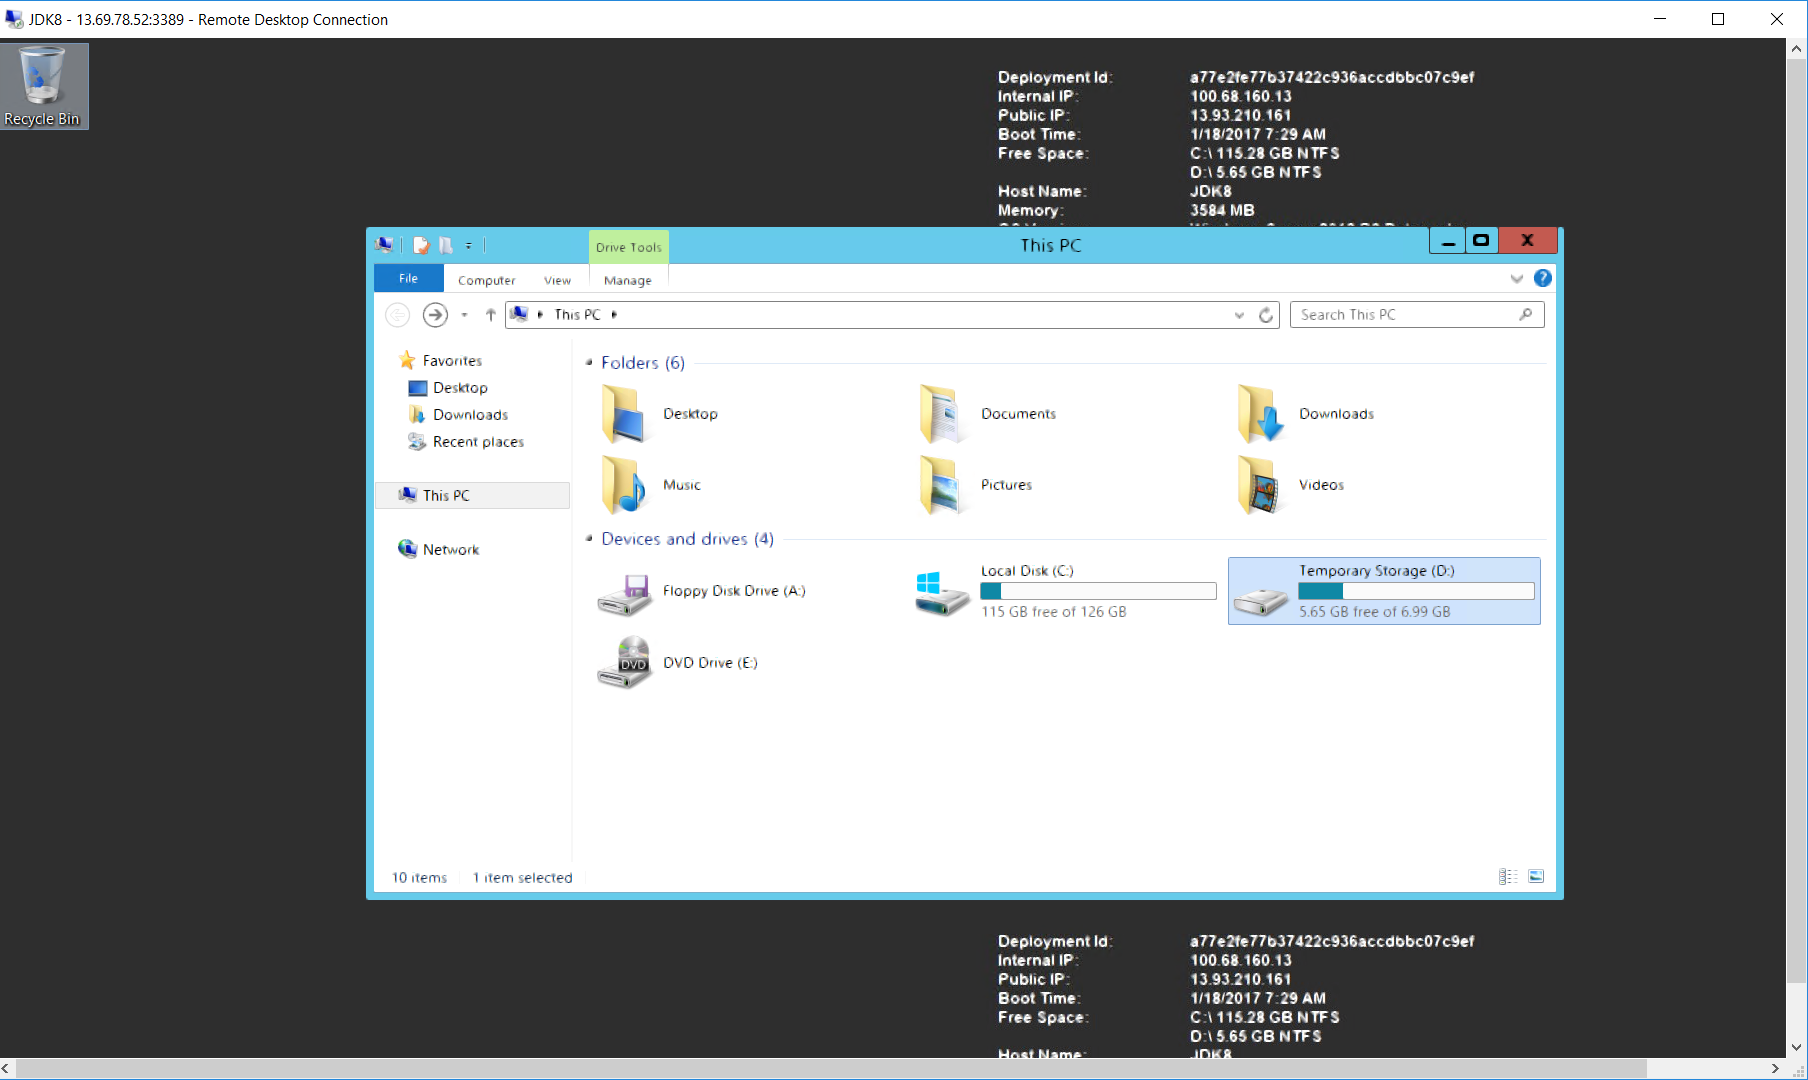 JDK8 - 13.69.78.52:3389 - Remote Desktop Connection
Recycle Bin
Deployment Id: a77e2fe77b37422c936accdbbc07c9ef
Internal IP: 100.68.160.13
Public IP: 13.93.210.161
Boot Time: 1/18/2017 7:29 AM
Free Space: C:\ 115.28 GB NTFS
D:\ 5.65 GB NTFS
Host Name: JDK8
Memory: 3584 MB
Drive Tools
This PC
File
Computer
View
Manage
This PC
Search This PC
Favorites
Desktop
Downloads
Recent places
This PC
Network
Folders (6)
Desktop
Documents
Downloads
Music
Pictures
Videos
Devices and drives (4)
Floppy Disk Drive (A:)
Local Disk (C:)
115 GB free of 126 GB
Temporary Storage (D:)
5.65 GB free of 6.99 GB
DVD
DVD Drive (E:)
10 items
1 item selected
Deployment Id: a77e2fe77b37422c936accdbbc07c9ef
Internal IP: 100.68.160.13
Public IP: 13.93.210.161
Boot Time: 1/18/2017 7:29 AM
Free Space: C:\ 115.28 GB NTFS
D:\ 5.65 GB NTFS
Host Name: JDK8